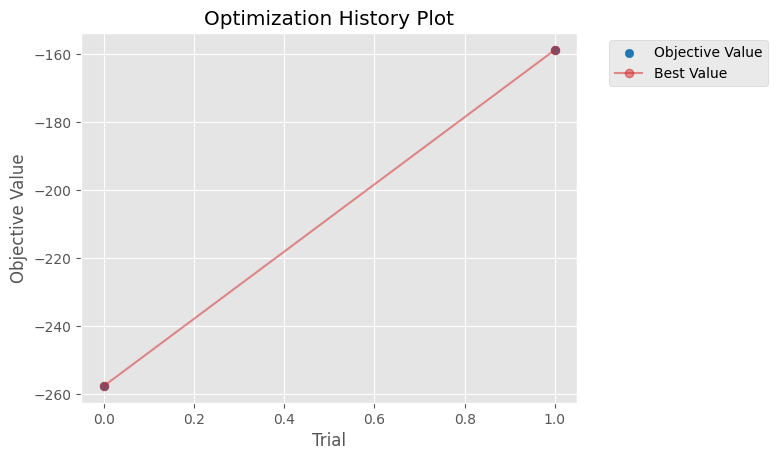 Optimization History Plot
Objective Value
Best Value
−160
−180
−200
−220
−240
−260
Objective Value
0.0 0.2 0.4 0.6 0.8 1.0
Trial